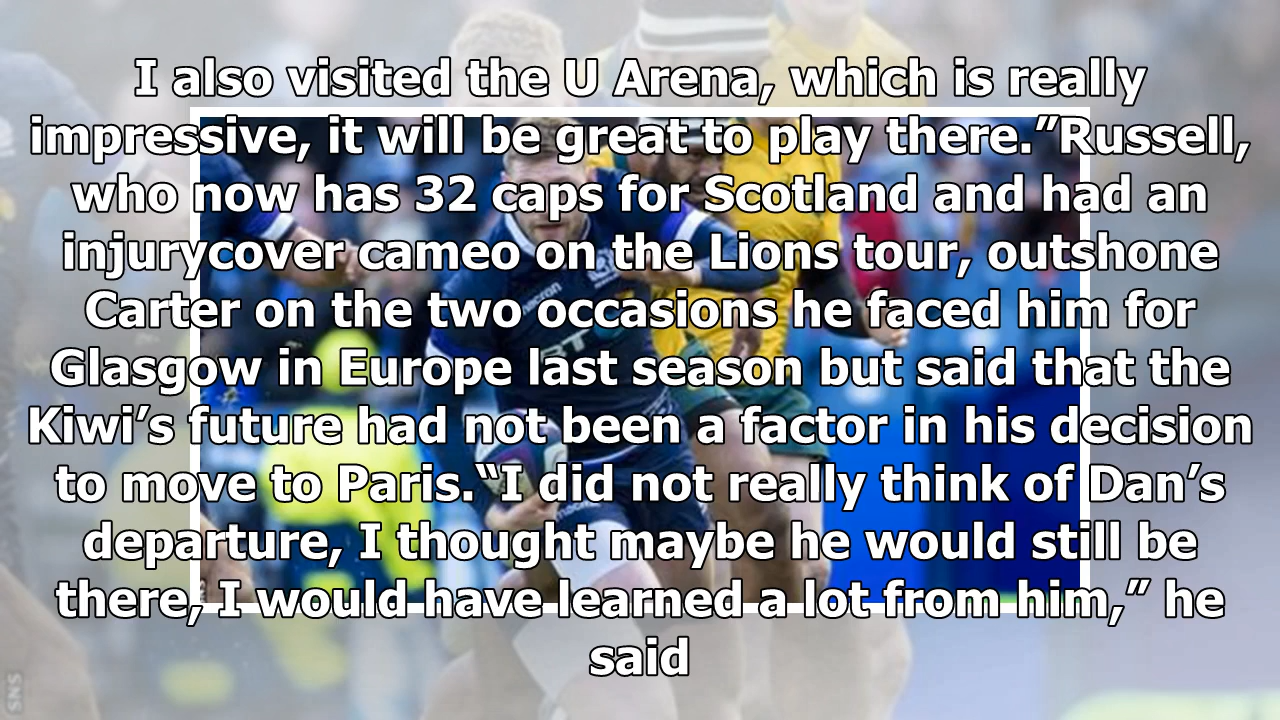 I also visited the U Arena, which is really
impressive, it will be great to play there.”Russell,
who now has 32 caps for Scotland and had an
injurycover cameo on the Lions tour, outshone
Carter on the two occasions he faced him for
Glasgow in Europe last season but said that the
Kiwi’s future had not been a factor in his decision
to move to Paris.“I did not really think of Dan’s
departure, I thought maybe he would still be
there, I would have learned a lot from him,” he
said
macron
BT
SNS